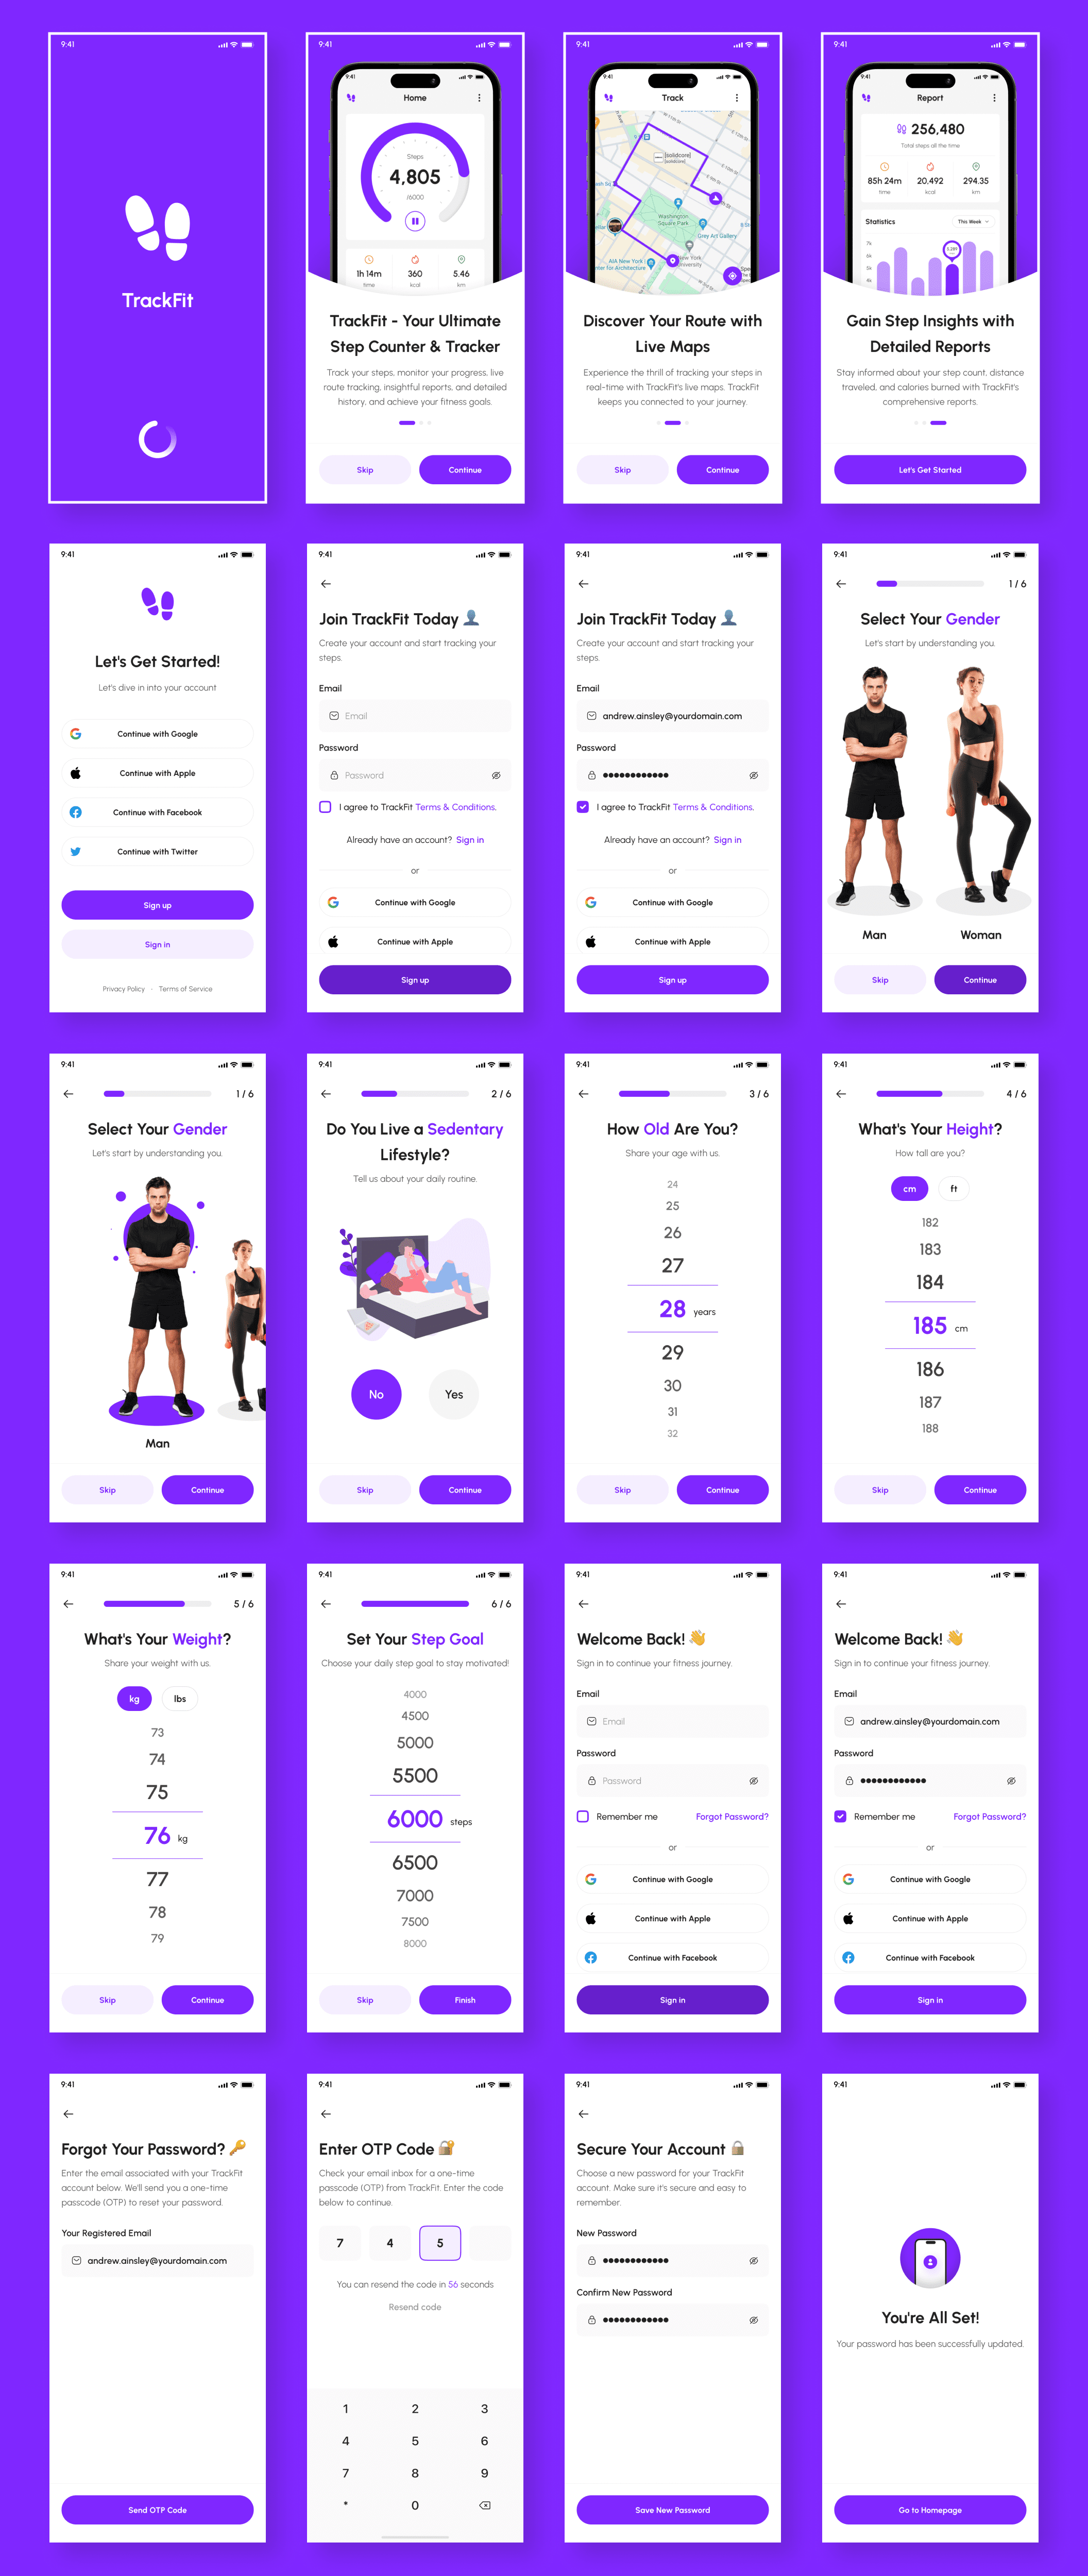 9:41
TrackFit
9:41
9:41
Home
Steps
4,805
/6000
1h 14m
360
5.46
time
kcal
km
TrackFit - Your Ultimate
Step Counter & Tracker
Track your steps, monitor your progress, live
route tracking, insightful reports, and detailed
history, and achieve your fitness goals.
Skip
Continue
9:41
9:41
Track
[solidcore]
Washington
Square Park
Grey Art Gallery
AIA New York
ter for Architecture
New York
University
Discover Your Route with
Live Maps
Experience the thrill of tracking your steps in
real-time with TrackFit's live maps. TrackFit
keeps you connected to your journey.
Skip
Continue
9:41
9:41
Report
256,480
Total steps all the time
85h 24m
20,492
294.35
time
kcal
km
Statistics
This Week
7k
6k
5k
4k
Gain Step Insights with
Detailed Reports
Stay informed about your step count, distance
traveled, and calories burned with TrackFit's
comprehensive reports.
Let's Get Started
9:41
Let's Get Started!
Let's dive in into your account
Continue with Google
Continue with Apple
Continue with Facebook
Continue with Twitter
Sign up
Sign in
Privacy Policy · Terms of Service
9:41
Join TrackFit Today
Create your account and start tracking your
steps.
Email
Email
Password
Password
I agree to TrackFit Terms & Conditions.
Already have an account? Sign in
or
Continue with Google
Continue with Apple
Sign up
9:41
Join TrackFit Today
Create your account and start tracking your
steps.
Email
andrew.ainsley@yourdomain.com
Password
I agree to TrackFit Terms & Conditions.
Already have an account? Sign in
or
Continue with Google
Continue with Apple
Sign up
9:41
1 / 6
Select Your Gender
Let's start by understanding you.
Man
Woman
Skip
Continue
9:41
1 / 6
Select Your Gender
Let's start by understanding you.
Man
Skip
Continue
9:41
2 / 6
Do You Live a Sedentary
Lifestyle?
Tell us about your daily routine.
No
Yes
Skip
Continue
9:41
3 / 6
How Old Are You?
Share your age with us.
24
25
26
27
28 years
29
30
31
32
Skip
Continue
9:41
4 / 6
What's Your Height?
How tall are you?
cm
ft
182
183
184
185 cm
186
187
188
Skip
Continue
9:41
5 / 6
What's Your Weight?
Share your weight with us.
kg
lbs
73
74
75
76 kg
77
78
79
Skip
Continue
9:41
6 / 6
Set Your Step Goal
Choose your daily step goal to stay motivated!
4000
4500
5000
5500
6000 steps
6500
7000
7500
8000
Skip
Finish
9:41
Welcome Back!
Sign in to continue your fitness journey.
Email
Email
Password
Password
Remember me
Forgot Password?
or
Continue with Google
Continue with Apple
Continue with Facebook
Sign in
9:41
Welcome Back!
Sign in to continue your fitness journey.
Email
andrew.ainsley@yourdomain.com
Password
Remember me
Forgot Password?
or
Continue with Google
Continue with Apple
Continue with Facebook
Sign in
9:41
Forgot Your Password?
Enter the email associated with your TrackFit
account below. We'll send you a one-time
passcode (OTP) to reset your password.
Your Registered Email
andrew.ainsley@yourdomain.com
Send OTP Code
9:41
Enter OTP Code
Check your email inbox for a one-time
passcode (OTP) from TrackFit. Enter the code
below to continue.
7
4
5
You can resend the code in 56 seconds
Resend code
1 2 3
4 5 6
7 8 9
* 0
9:41
Secure Your Account
Choose a new password for your TrackFit
account. Make sure it's secure and easy to
remember.
New Password
Confirm New Password
Save New Password
9:41
You're All Set!
Your password has been successfully updated.
Go to Homepage